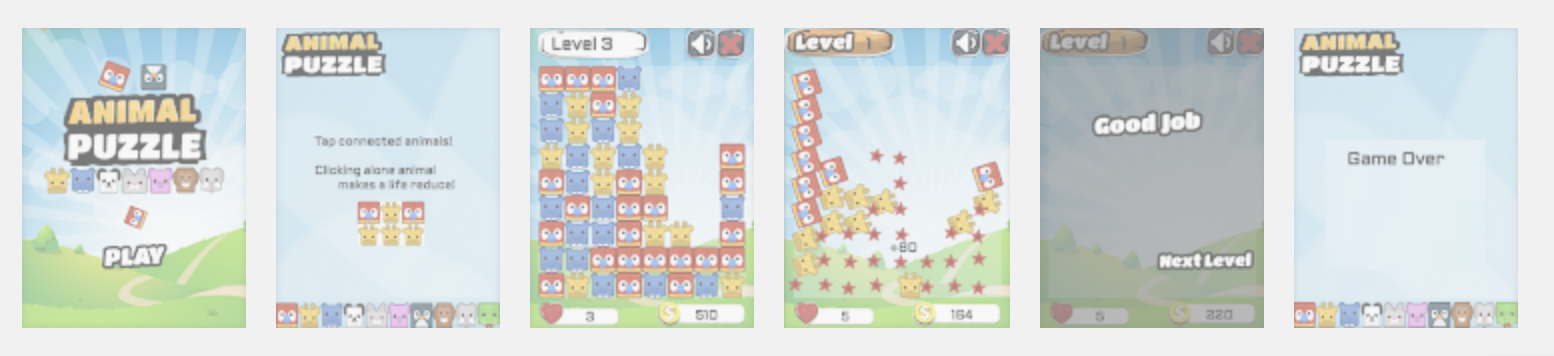 ANIMAL
PUZZLE
PLAY
ANIMAL
PUZZLE
Tap connected animals!
Clicking alone animal
makes a life reduce!
Level 3
3
510
Level 1
+80
5
164
Level 1
Good Job
Next Level
5
220
ANIMAL
PUZZLE
Game Over